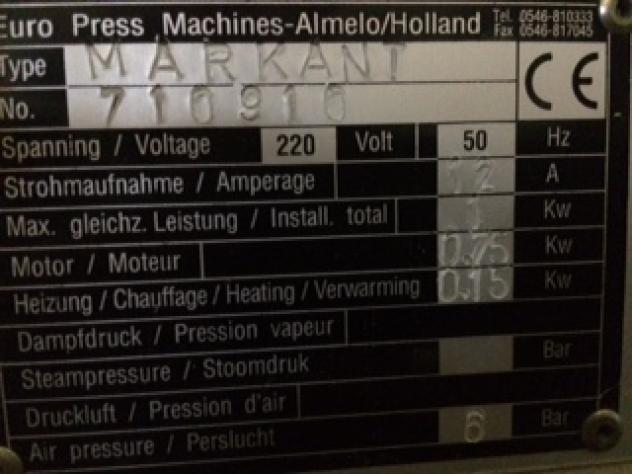 Euro Press Machines-Almelo/Holland Tel. 0546-810333
Fax 0546-817045
Type MARKANT
No. 710910 CE
Spanning / Voltage 220 Volt 50 Hz
Strohmaufnahme / Amperage 12 A
Max. gleichz. Leistung / Install. total 1 Kw
Motor / Moteur 0.75 Kw
Heizung / Chauffage / Heating / Verwarming 0.15 Kw
Dampfdruck / Pression vapeur
Steampressure / Stoomdruk Bar
Druckluft / Pression d'air
Air pressure / Perslucht 6 Bar